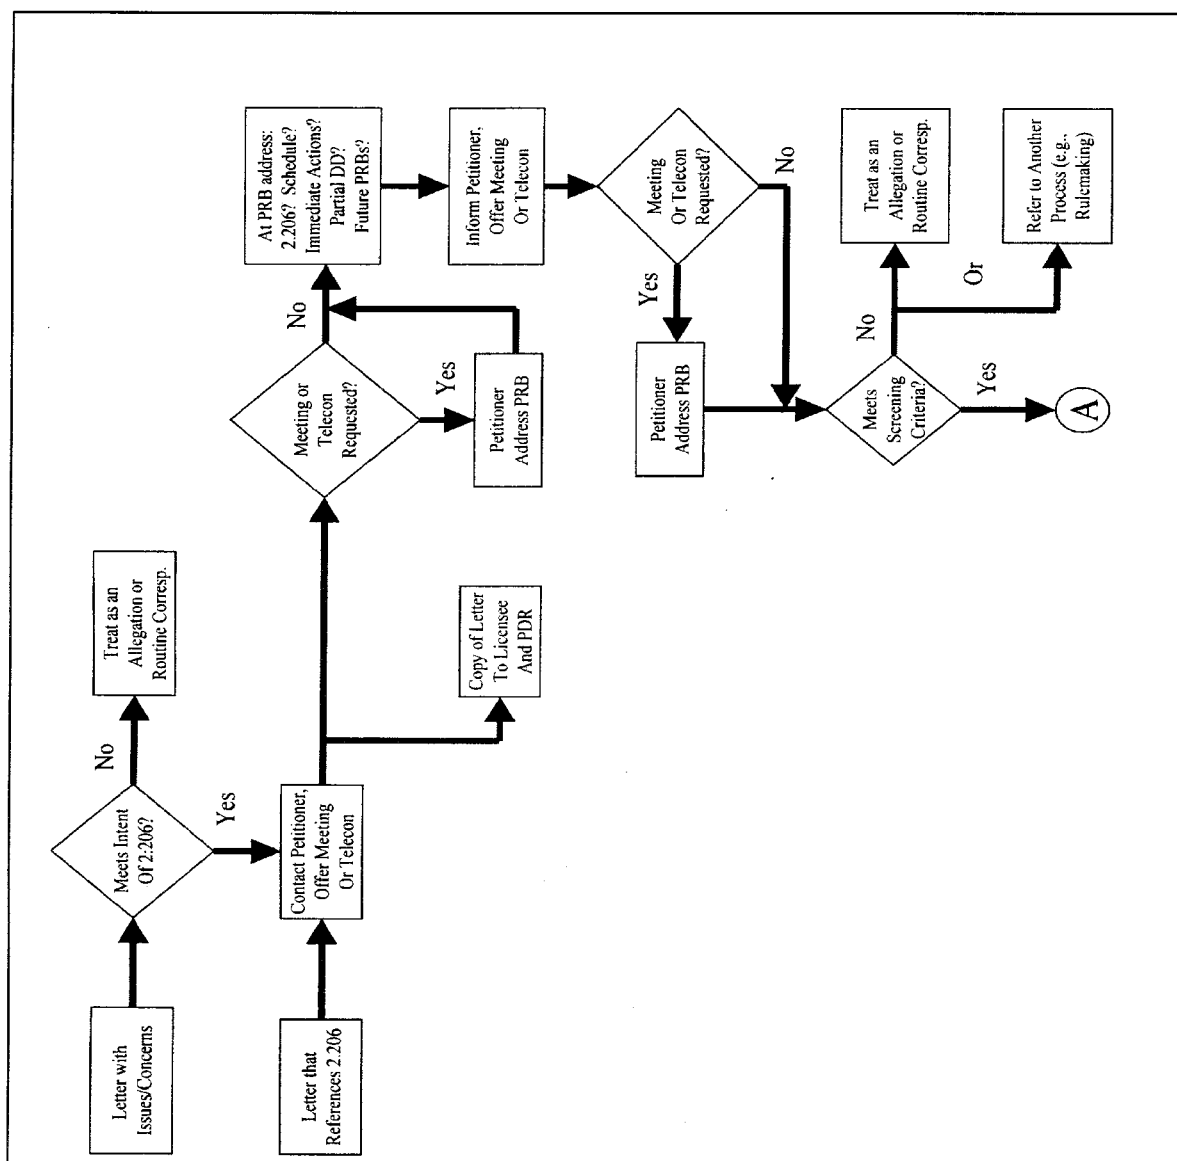 Letter with
Issues/Concerns
Meets Intent
Of 2:206?
No
Treat as an
Allegation or
Routine Corresp.
Yes
Letter that
References 2.206
Contact Petitioner,
Offer Meeting
Or Telecon
Copy of Letter
To Licensee
And PDR
Meeting or
Telecon
Requested?
No
Yes
Petitioner
Address PRB
At PRB address:
2.206? Schedule?
Immediate Actions?
Partial DD?
Future PRBs?
Inform Petitioner,
Offer Meeting
Or Telecon
Meeting
Or Telecon
Requested?
No
Yes
Petitioner
Address PRB
Meets
Screening
Criteria?
No
Treat as an
Allegation or
Routine Corresp.
Or
Refer to Another
Process (e.g.,
Rulemaking)
Yes
A